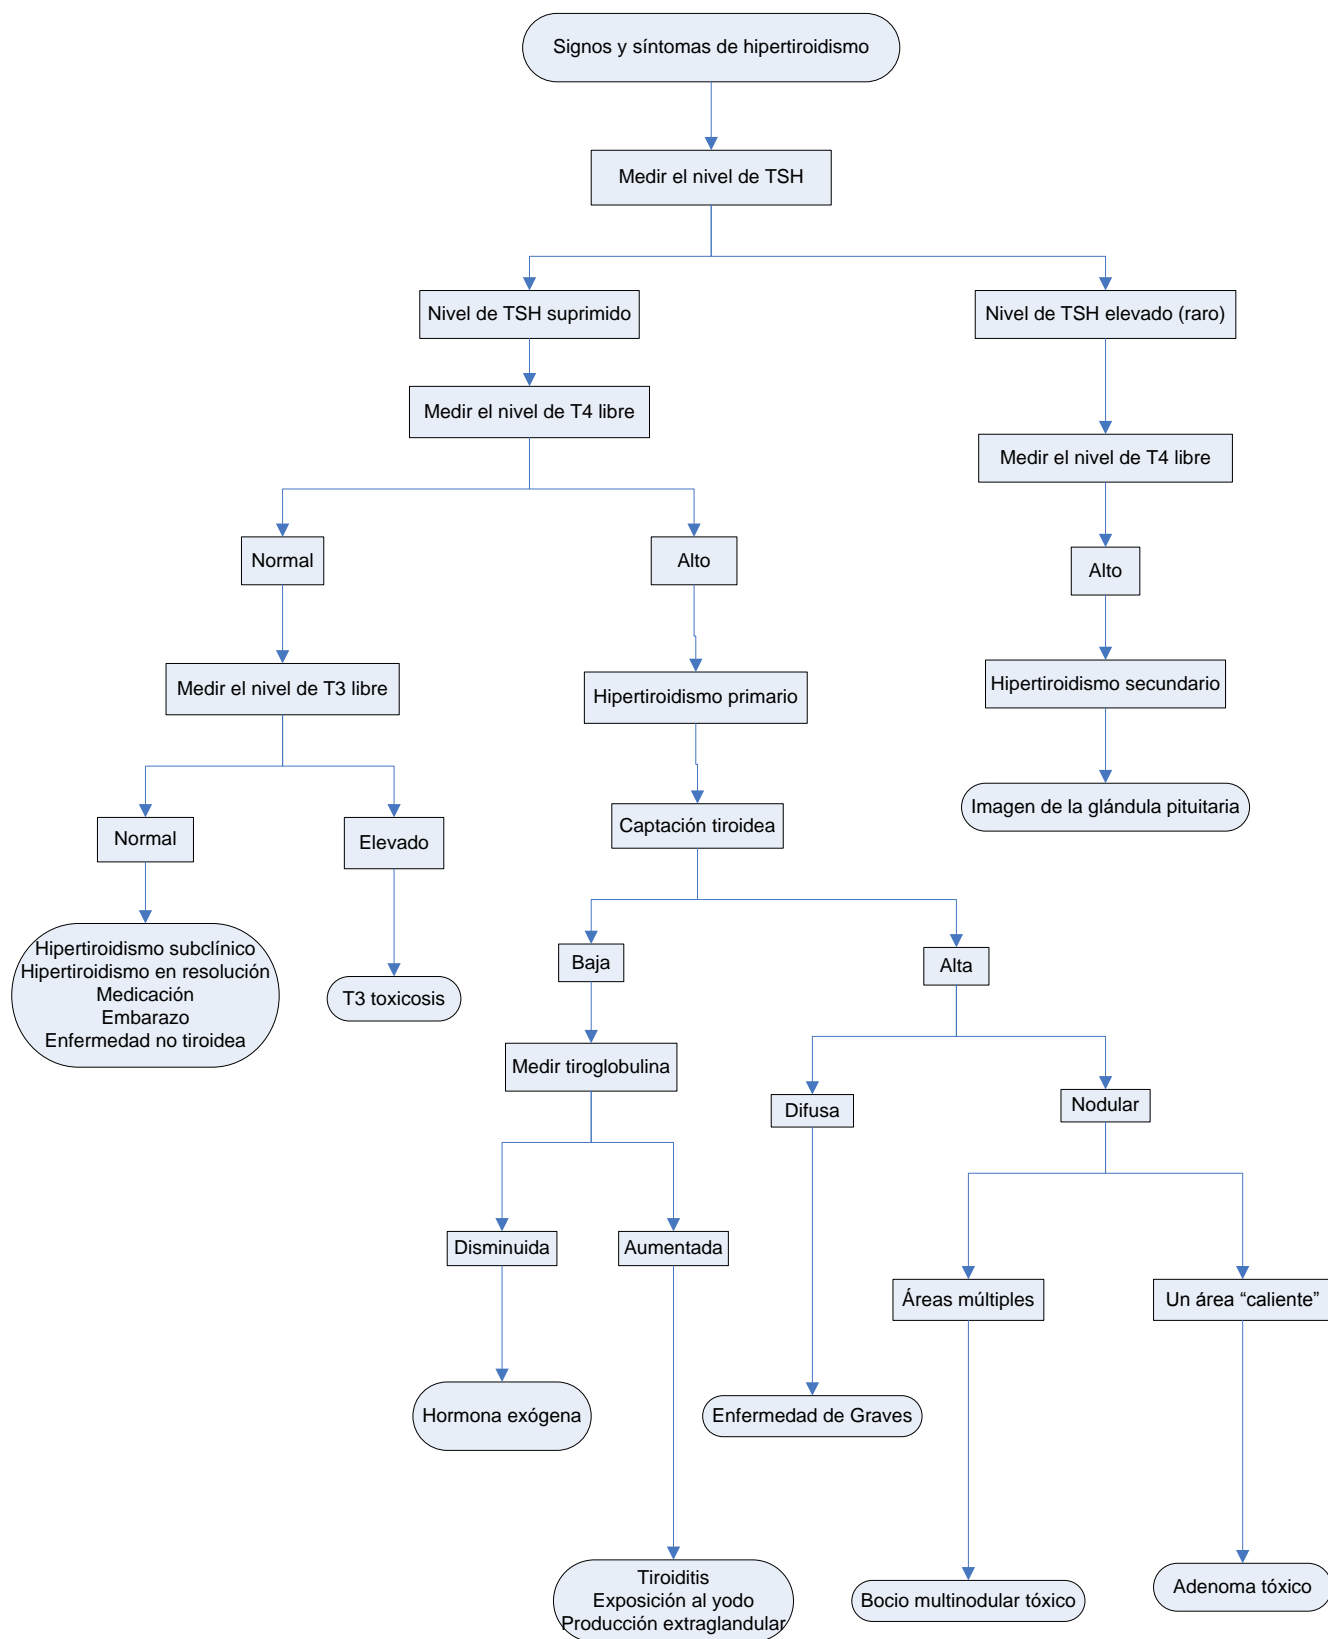 Signos y síntomas de hipertiroidismo
Medir el nivel de TSH
Nivel de TSH suprimido
Nivel de TSH elevado (raro)
Medir el nivel de T4 libre
Medir el nivel de T4 libre
Normal
Alto
Alto
Medir el nivel de T3 libre
Hipertiroidismo primario
Hipertiroidismo secundario
Imagen de la glándula pituitaria
Captación tiroidea
Normal
Elevado
Hipertiroidismo subclínico
Hipertiroidismo en resolución
Medicación
Embarazo
Enfermedad no tiroidea
T3 toxicosis
Baja
Alta
Medir tiroglobulina
Difusa
Nodular
Disminuida
Aumentada
Áreas múltiples
Un área “caliente”
Hormona exógena
Enfermedad de Graves
Tiroiditis
Exposición al yodo
Producción extraglandular
Bocio multinodular tóxico
Adenoma tóxico